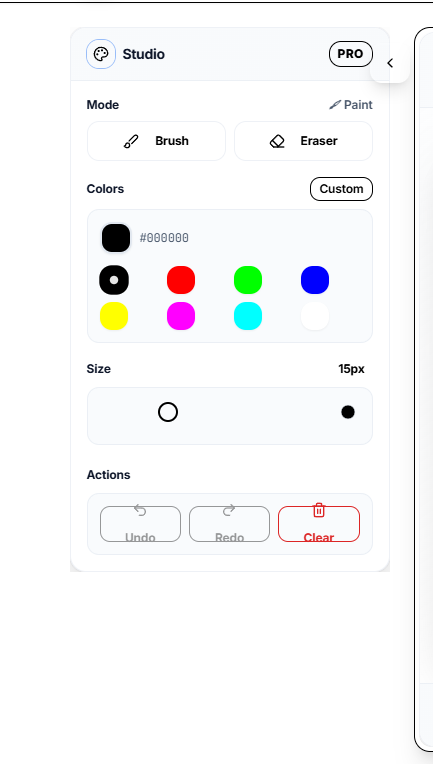 Studio
PRO
Mode
Paint
Brush
Eraser
Colors
Custom
#000000
Size
15px
Actions
Undo
Redo
Clear